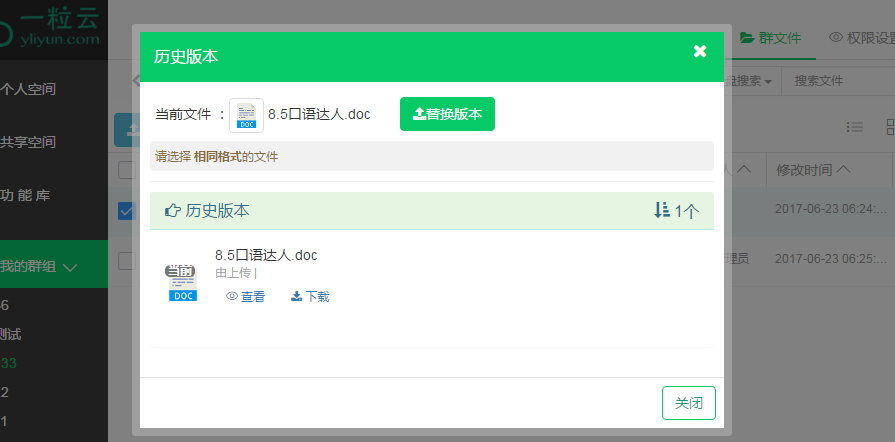 一粒云
yliyun.com
个人空间
共享空间
功 能 库
我的群组
6
测试
33
2
1
历史版本
当前文件 :
DOC
8.5口语达人.doc
替换版本
请选择 相同格式的文件
历史版本
1个
当前
DOC
8.5口语达人.doc
由上传 |
查看
下载
关闭
群文件
权限设置
盘搜索
搜索文件
修改时间
2017-06-23 06:24:...
理员
2017-06-23 06:25:...